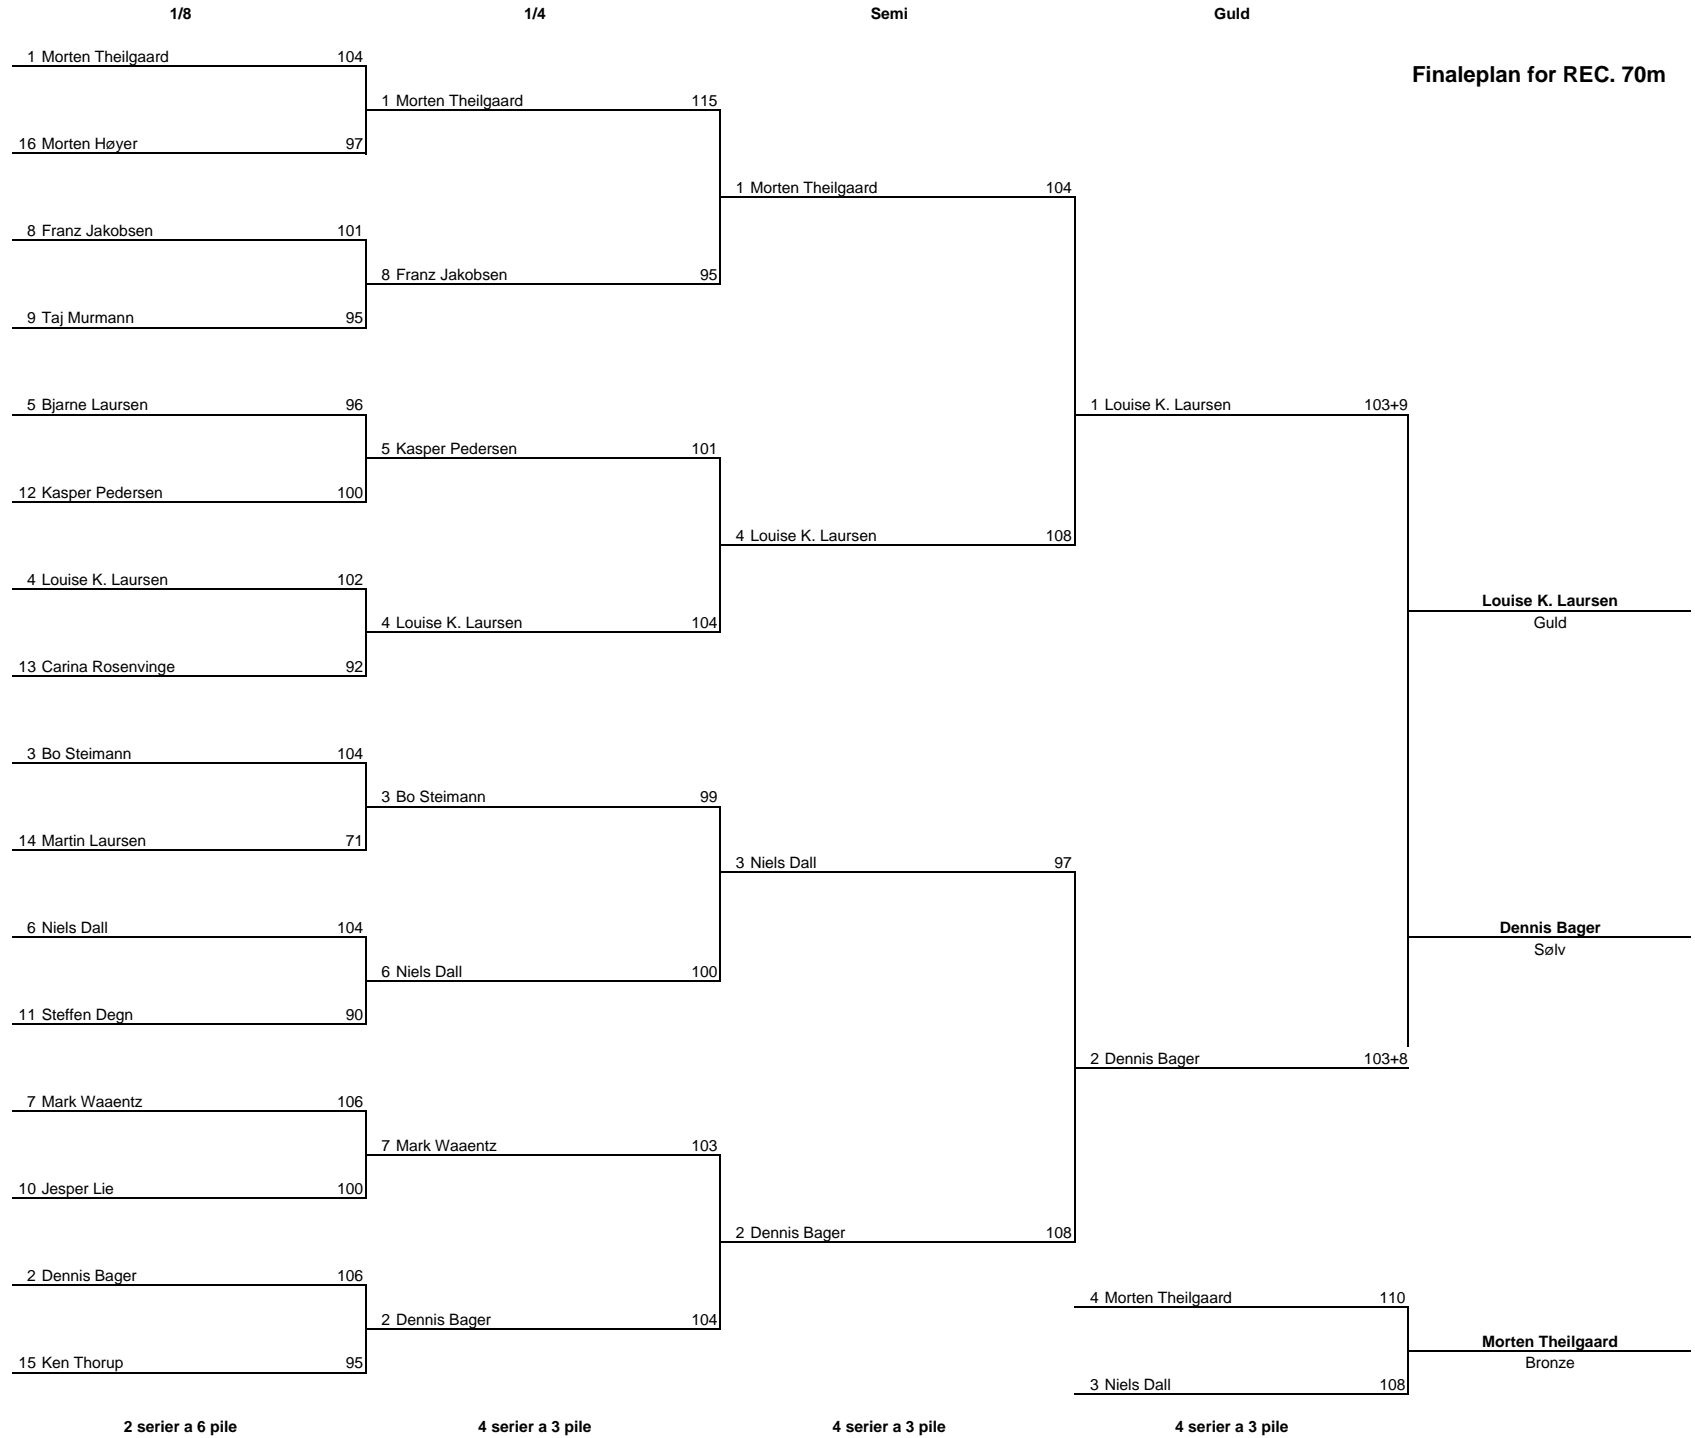 1/8 1/4 Semi Guld
Finaleplan for REC. 70m
1 Morten Theilgaard 104
16 Morten Høyer 97
8 Franz Jakobsen 101
9 Taj Murmann 95
5 Bjarne Laursen 96
12 Kasper Pedersen 100
4 Louise K. Laursen 102
13 Carina Rosenvinge 92
3 Bo Steimann 104
14 Martin Laursen 71
6 Niels Dall 104
11 Steffen Degn 90
7 Mark Waaentz 106
10 Jesper Lie 100
2 Dennis Bager 106
15 Ken Thorup 95
2 serier a 6 pile
1 Morten Theilgaard 115
8 Franz Jakobsen 95
5 Kasper Pedersen 101
4 Louise K. Laursen 104
3 Bo Steimann 99
6 Niels Dall 100
7 Mark Waaentz 103
2 Dennis Bager 104
4 serier a 3 pile
1 Morten Theilgaard 104
4 Louise K. Laursen 108
3 Niels Dall 97
2 Dennis Bager 108
4 serier a 3 pile
1 Louise K. Laursen 103+9
2 Dennis Bager 103+8
4 Morten Theilgaard 110
3 Niels Dall 108
4 serier a 3 pile
Louise K. Laursen
Guld
Dennis Bager
Sølv
Morten Theilgaard
Bronze